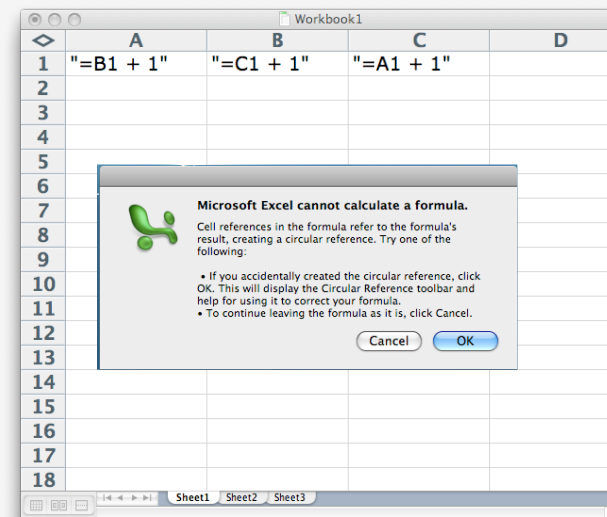 Workbook1
A B C D
1 "=B1 + 1" "=C1 + 1" "=A1 + 1"
2
3
4
5
6
7
8
9
10
11
12
13
14
15
16
17
18
Microsoft Excel cannot calculate a formula.
Cell references in the formula refer to the formula's
result, creating a circular reference. Try one of the
following:
• If you accidentally created the circular reference, click
OK. This will display the Circular Reference toolbar and
help for using it to correct your formula.
• To continue leaving the formula as it is, click Cancel.
Cancel OK
Sheet1 Sheet2 Sheet3